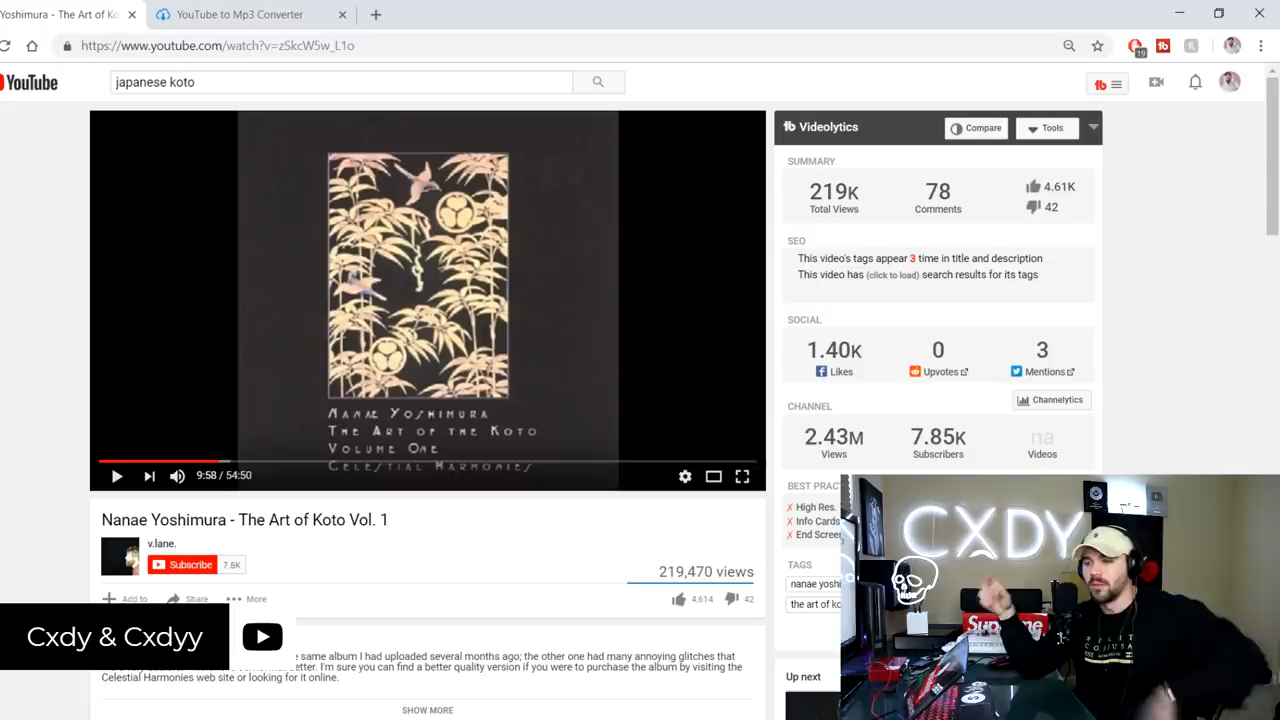 Yoshimura - The Art of Ko
YouTube to Mp3 Converter
https://www.youtube.com/watch?v=zSkcW5w_L1o
19
YouTube
japanese koto
NANAE YOSHIMURA
THE ART OF THE KOTO
VOLUME ONE
CELESTIAL HARMONIES
9:58 / 54:50
Nanae Yoshimura - The Art of Koto Vol. 1
v.lane.
Subscribe 7.8K
219,470 views
Add to Share More
4,614 42
Cxdy & Cxdyy
same album I had uploaded several months ago; the other one had many annoying glitches that
etter. I'm sure you can find a better quality version if you were to purchase the album by visiting the
Celestial Harmonies web site or looking for it online.
SHOW MORE
Videolytics Compare Tools
SUMMARY
219K 78 4.61K
Total Views Comments 42
SEO
This video's tags appear 3 time in title and description
This video has (click to load) search results for its tags
SOCIAL
1.40K 0 3
Likes Upvotes Mentions
CHANNEL Channelytics
2.43M 7.85K na
Views Subscribers Videos
BEST PRAC
High Res.
Info Cards
End Screen
TAGS
nanae yoshi
the art of ko
Up next
CXDY
Supreme